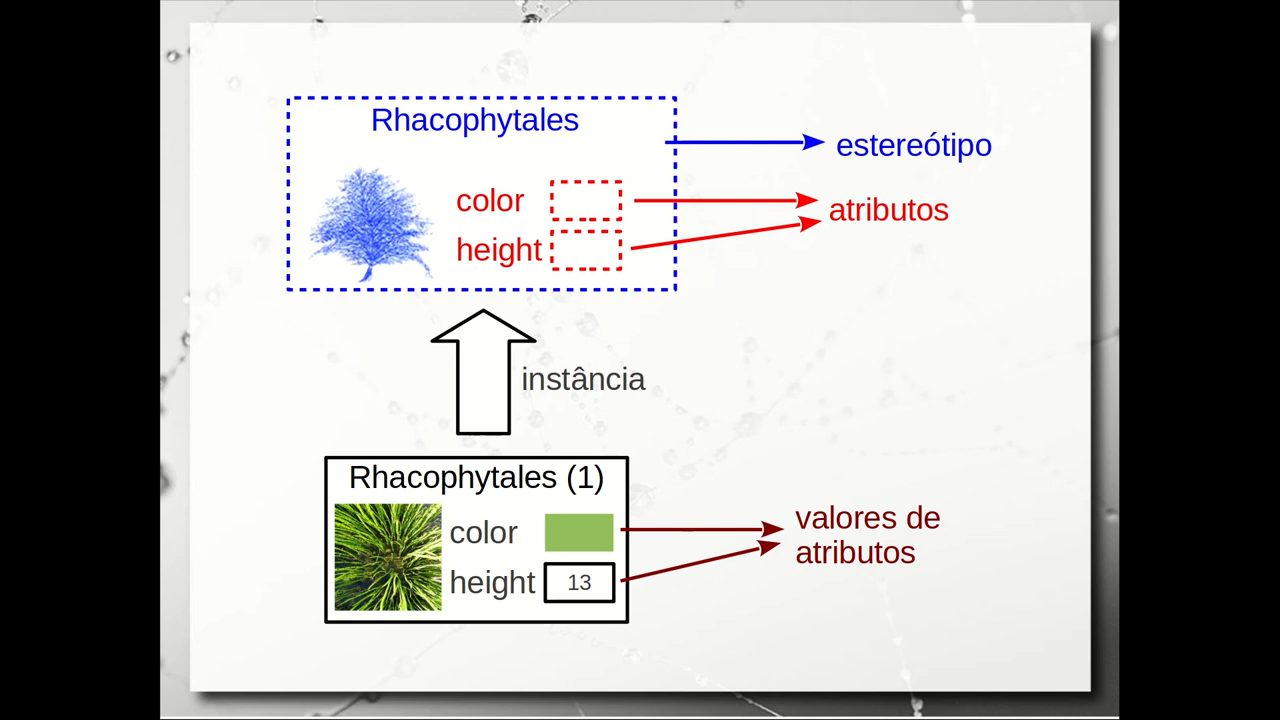 Rhacophytales
estereótipo
color
atributos
height
instância
Rhacophytales (1)
color
valores de
atributos
height
13